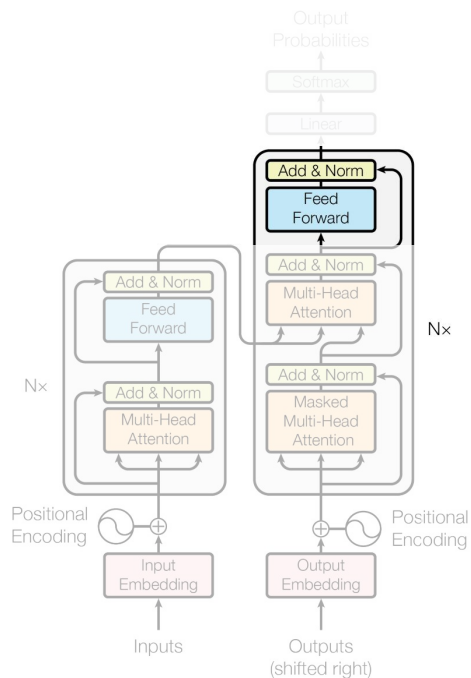 Output
Probabilities
Softmax
Linear
Add & Norm
Feed
Forward
Add & Norm
Multi-Head
Attention
Nx
Add & Norm
Masked
Multi-Head
Attention
Add & Norm
Feed
Forward
Nx
Add & Norm
Multi-Head
Attention
Positional
Encoding
Positional
Encoding
Input
Embedding
Output
Embedding
Inputs
Outputs
(shifted right)